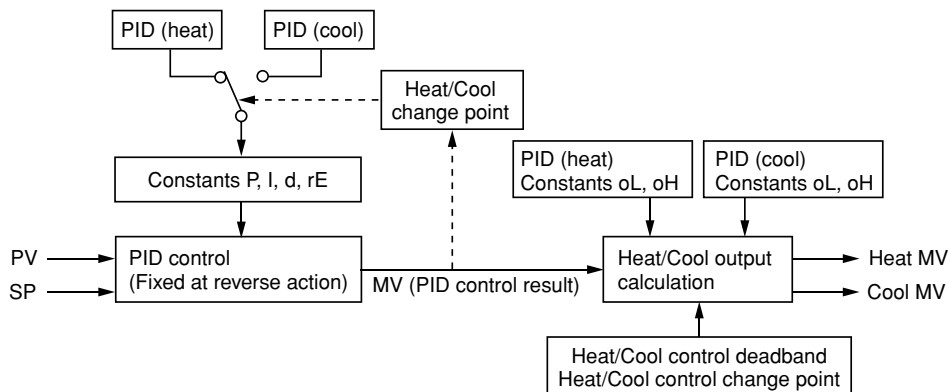 PID (heat)
PID (cool)
Heat/Cool
change point
PID (heat)
Constants oL, oH
PID (cool)
Constants oL, oH
Constants P, I, d, rE
PV
SP
PID control
(Fixed at reverse action)
MV (PID control result)
Heat/Cool output
calculation
Heat MV
Cool MV
Heat/Cool control deadband
Heat/Cool control change point